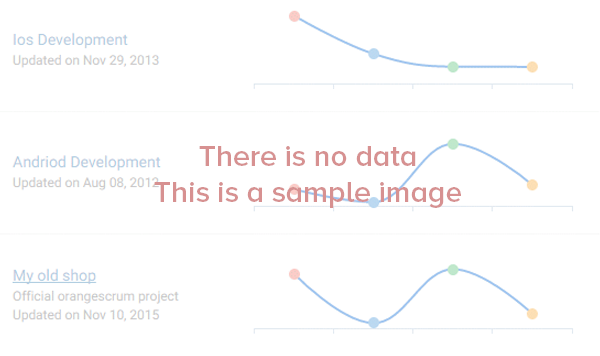 Ios Development
Updated on Nov 29, 2013
There is no data
Andriod Development
Updated on Aug 08, 2012
This is a sample image
My old shop
Official orangescrum project
Updated on Nov 10, 2015